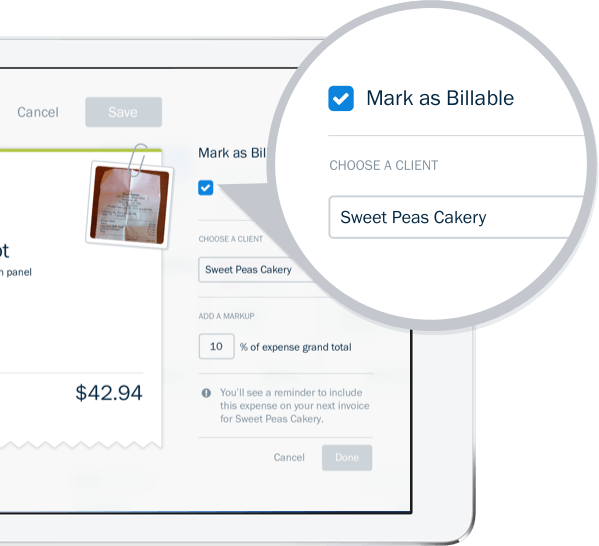 Cancel
Save
Mark as Bil
CHOOSE A CLIENT
Sweet Peas Cakery
ADD A MARKUP
10 % of expense grand total
You'll see a reminder to include
this expense on your next invoice
for Sweet Peas Cakery.
Cancel
Done
ot
n panel
$42.94
Mark as Billable
CHOOSE A CLIENT
Sweet Peas Cakery